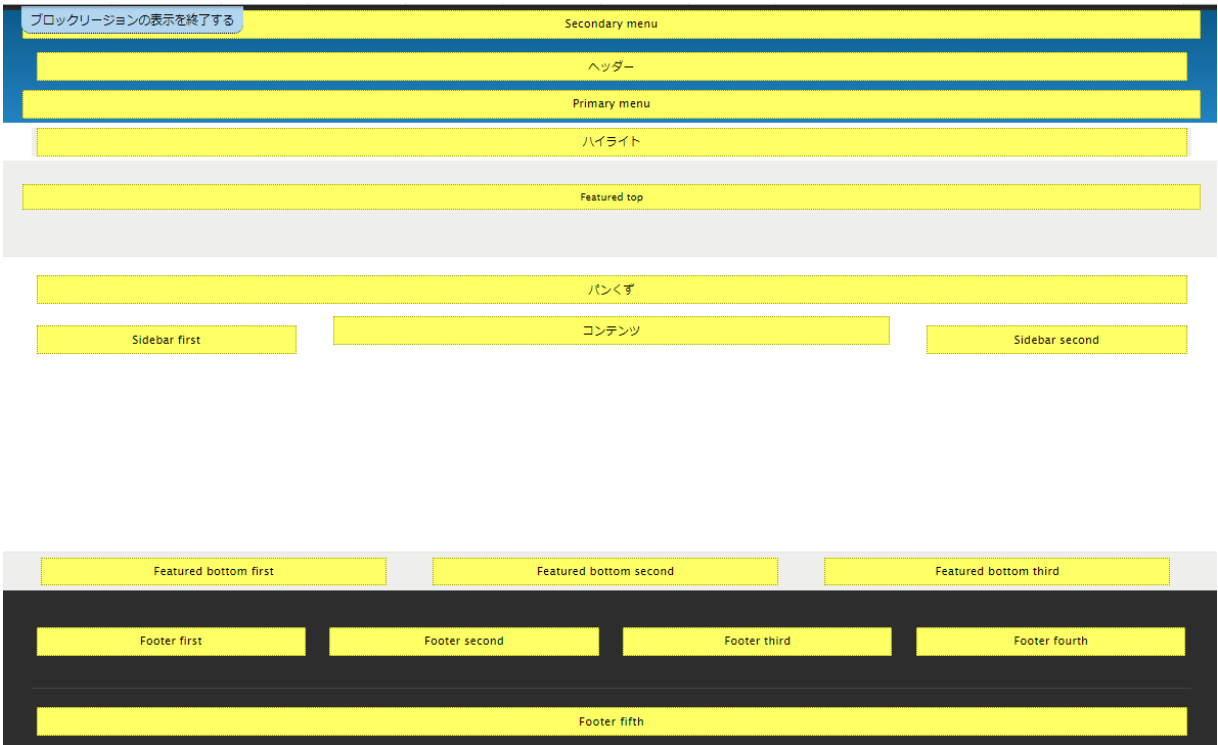 ブロックリージョンの表示を終了する
Secondary menu
ヘッダー
Primary menu
ハイライト
Featured top
パンくず
Sidebar first
コンテンツ
Sidebar second
Featured bottom first
Featured bottom second
Featured bottom third
Footer first
Footer second
Footer third
Footer fourth
Footer fifth